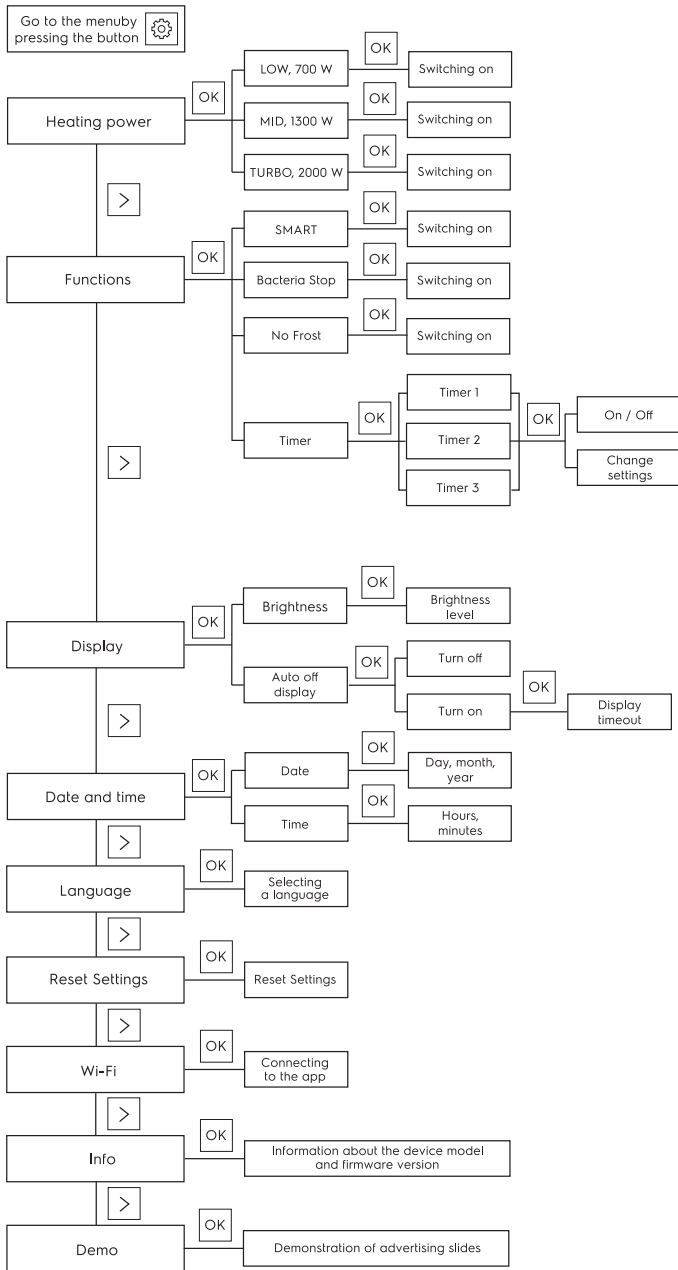 Go to the menuby
pressing the button
OK
LOW, 700 W
Switching on
OK
Heating power
OK
MID, 1300 W
Switching on
OK
TURBO, 2000 W
Switching on
>
OK
SMART
Switching on
OK
Functions
OK
Bacteria Stop
Switching on
OK
No Frost
Switching on
Timer 1
OK
OK
On / Off
Timer
Timer 2
Change
settings
Timer 3
>
OK
Brightness
Brightness
level
OK
Display
OK
Auto off
display
Turn off
OK
Turn on
Display
timeout
>
OK
Date
Day, month,
year
OK
Date and time
OK
Time
Hours,
minutes
>
OK
Language
Selecting
a language
>
OK
Reset Settings
Reset Settings
>
OK
Wi-Fi
Connecting
to the app
>
OK
Info
Information about the device model
and firmware version
>
OK
Demo
Demonstration of advertising slides